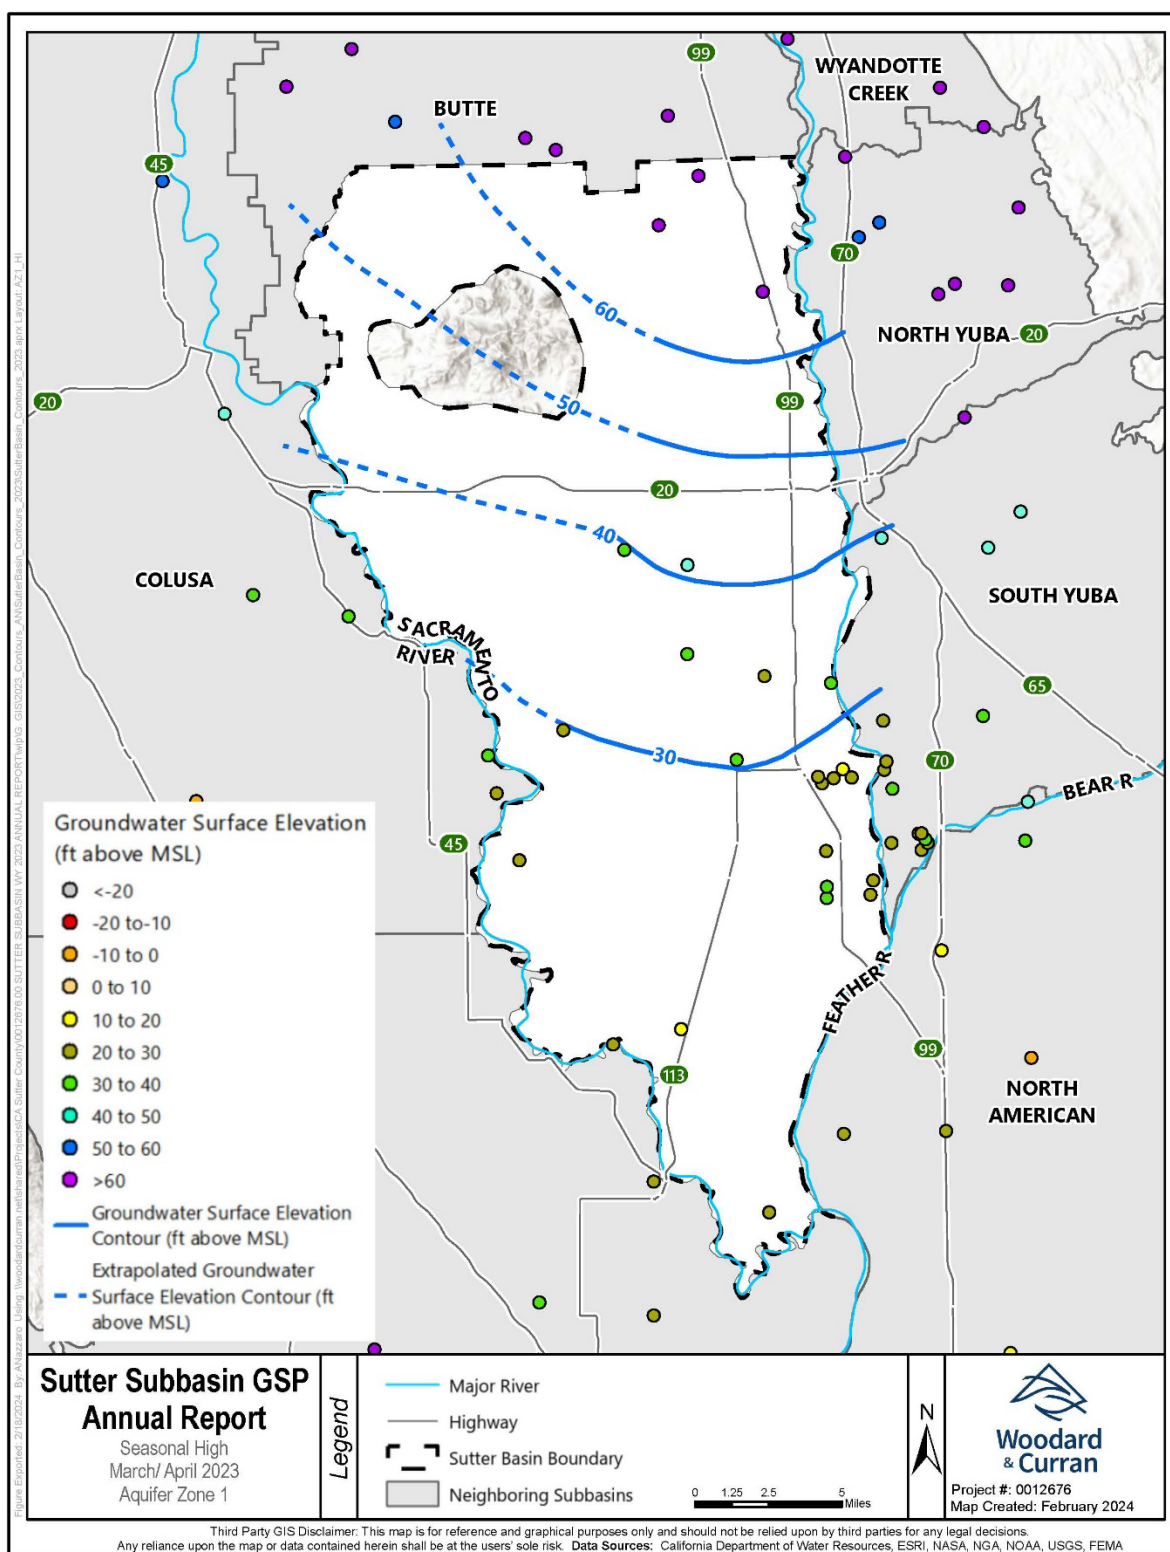 99
WYANDOTTE
CREEK
BUTTE
45
70
NORTH YUBA
20
60
20
99
50
20
40
COLUSA
SOUTH YUBA
SACRAMENTO
RIVER
65
30
70
BEAR R
45
Groundwater Surface Elevation
(ft above MSL)
<-20
-20 to-10
-10 to 0
0 to 10
10 to 20
20 to 30
30 to 40
40 to 50
50 to 60
>60
Groundwater Surface Elevation
Contour (ft above MSL)
Extrapolated Groundwater
Surface Elevation Contour (ft
above MSL)
FEATHER R
99
113
NORTH
AMERICAN
Sutter Subbasin GSP
Annual Report
Seasonal High
March/ April 2023
Aquifer Zone 1
Legend
Major River
Highway
Sutter Basin Boundary
Neighboring Subbasins
N
0 1.25 2.5 5
Miles
Woodard
& Curran
Project #: 0012676
Map Created: February 2024
Third Party GIS Disclaimer: This map is for reference and graphical purposes only and should not be relied upon by third parties for any legal decisions.
Any reliance upon the map or data contained herein shall be at the users' sole risk. Data Sources: California Department of Water Resources, ESRI, NASA, NGA, NOAA, USGS, FEMA